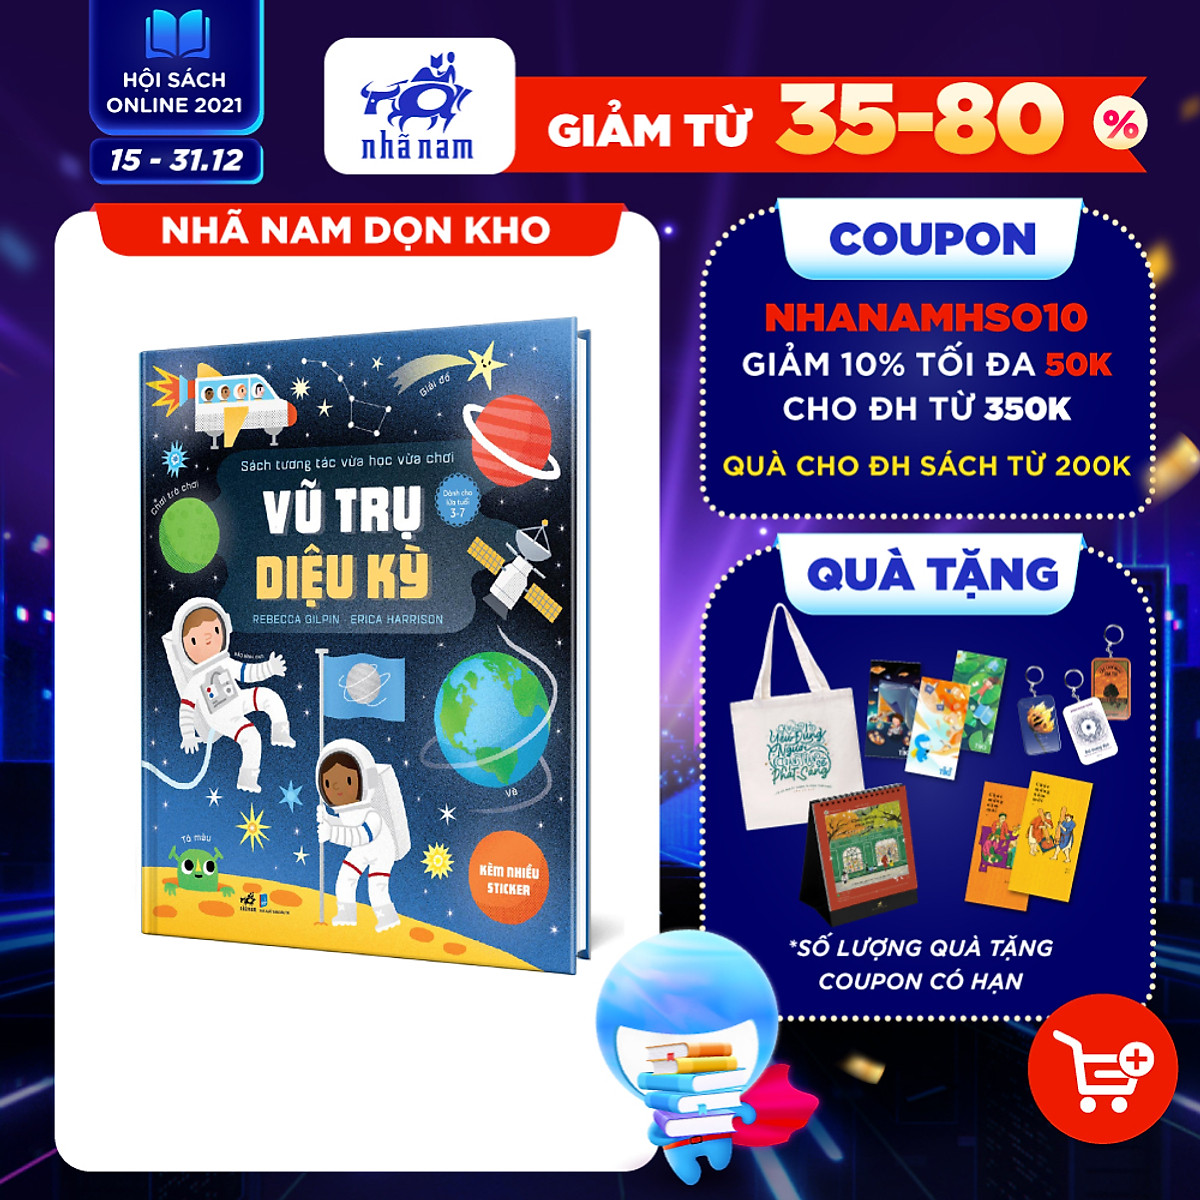 HỘI SÁCH
ONLINE 2021
15 - 31.12
nhã nam
GIẢM TỪ 35-80 %
NHÃ NAM DỌN KHO
Giải đố
Sách tương tác vừa học vừa chơi
Chơi trò chơi
Dành cho
lứa tuổi
3-7
VŨ TRỤ
DIỆU KỲ
REBECCA GILPIN ERICA HARRISON
Vẽ
Tô màu
KÈM NHIỀU
STICKER
COUPON
NHANAMHSO10
GIẢM 10% TỐI ĐA 50K
CHO ĐH TỪ 350K
QUÀ CHO ĐH SÁCH TỪ 200K
QUÀ TẶNG
*SỐ LƯỢNG QUÀ TẶNG
COUPON CÓ HẠN